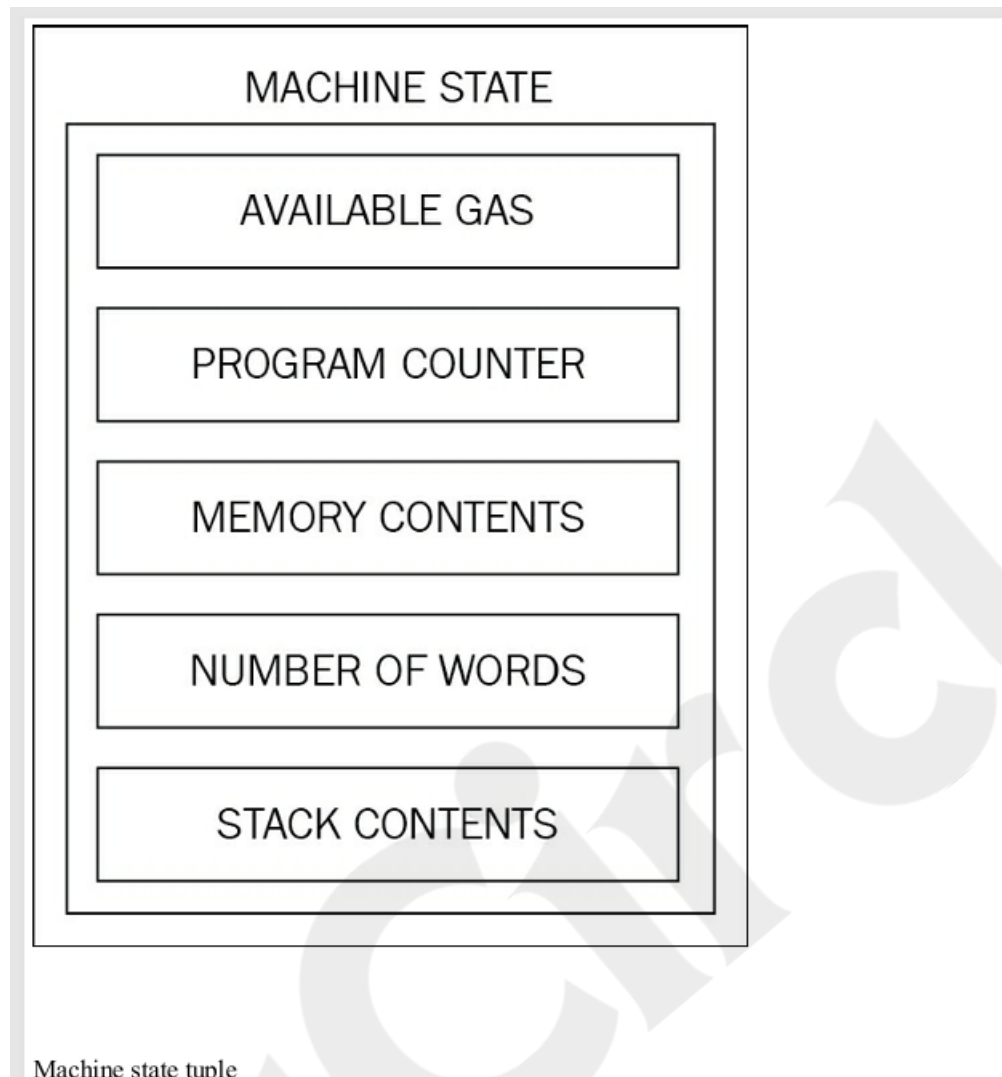 MACHINE STATE
AVAILABLE GAS
PROGRAM COUNTER
MEMORY CONTENTS
NUMBER OF WORDS
STACK CONTENTS
Machine state tuple